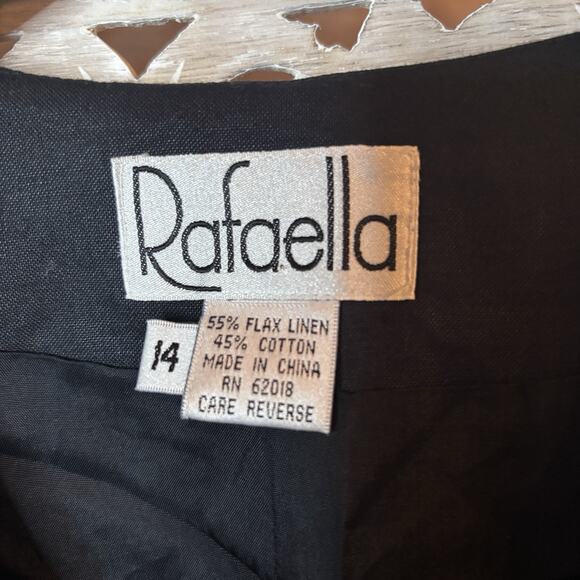 Rafaella
14
55% FLAX LINEN
45% COTTON
MADE IN CHINA
RN 62018
CARE REVERSE